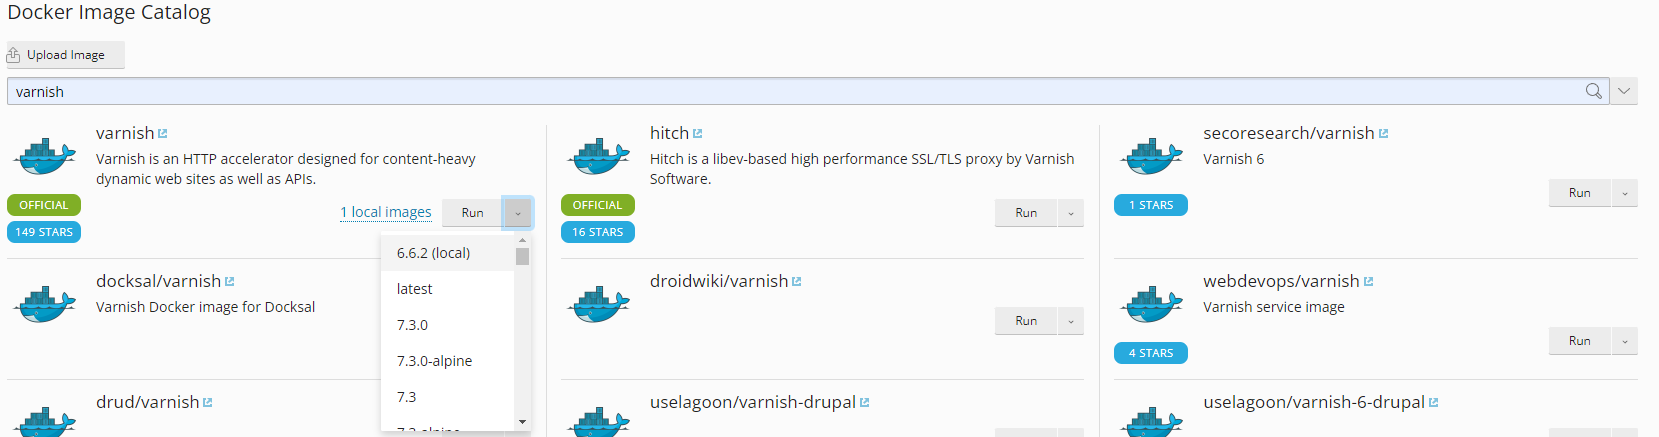 Docker Image Catalog
Upload Image
varnish
varnish
Varnish is an HTTP accelerator designed for content-heavy
dynamic web sites as well as APIs.
OFFICIAL
149 STARS
1 local images
Run
6.6.2 (local)
latest
7.3.0
7.3.0-alpine
7.3
hitch
Hitch is a libev-based high performance SSL/TLS proxy by Varnish
Software.
OFFICIAL
16 STARS
Run
secoresearch/varnish
Varnish 6
1 STARS
Run
docksal/varnish
Varnish Docker image for Docksal
droidwiki/varnish
Run
webdevops/varnish
Varnish service image
4 STARS
Run
drud/varnish
uselagoon/varnish-drupal
uselagoon/varnish-6-drupal